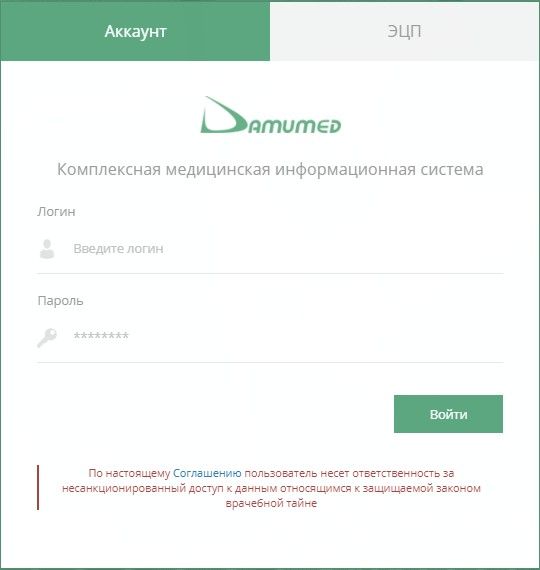 Аккаунт
ЭЦП
DAMUMED
Комплексная медицинская информационная система
Логин
Введите логин
Пароль
********
Войти
По настоящему Соглашению пользователь несет ответственность за
несанкционированный доступ к данным относящимся к защищаемой законом
врачебной тайне